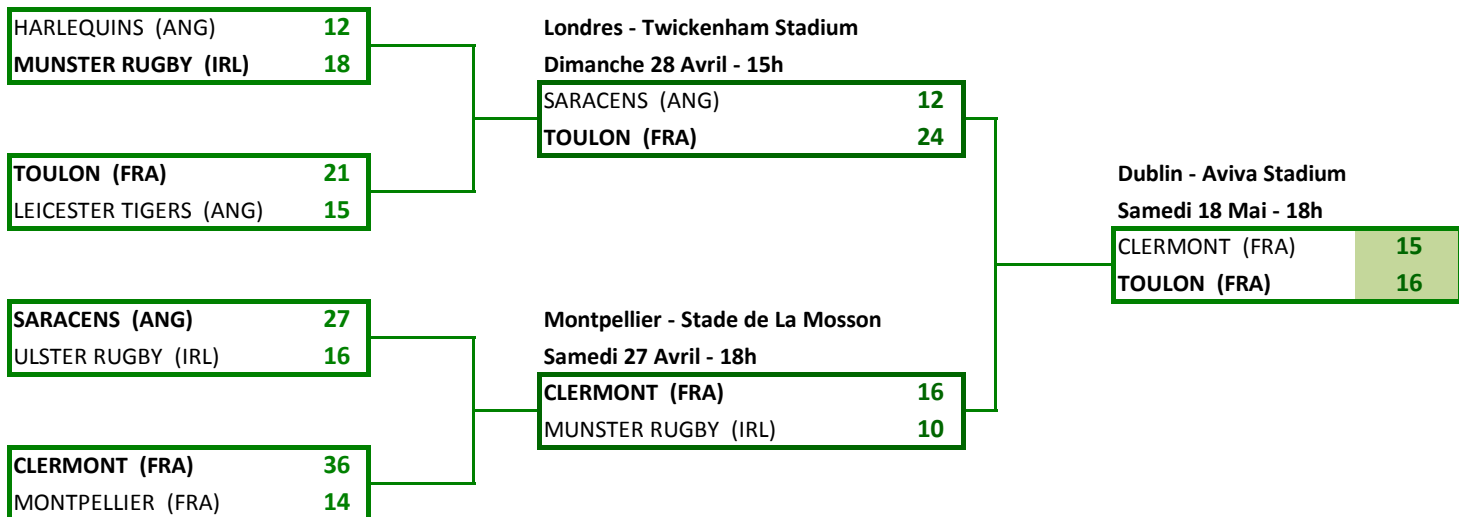 HARLEQUINS (ANG) 12
MUNSTER RUGBY (IRL) 18
TOULON (FRA) 21
LEICESTER TIGERS (ANG) 15
SARACENS (ANG) 27
ULSTER RUGBY (IRL) 16
CLERMONT (FRA) 36
MONTPELLIER (FRA) 14
Londres - Twickenham Stadium
Dimanche 28 Avril - 15h
SARACENS (ANG) 12
TOULON (FRA) 24
Montpellier - Stade de La Mosson
Samedi 27 Avril - 18h
CLERMONT (FRA) 16
MUNSTER RUGBY (IRL) 10
Dublin - Aviva Stadium
Samedi 18 Mai - 18h
CLERMONT (FRA) 15
TOULON (FRA) 16